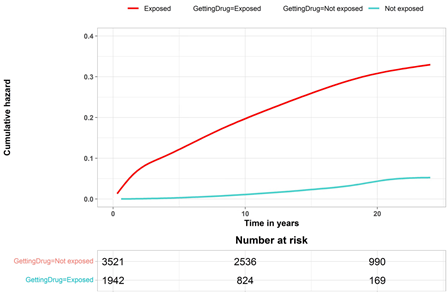 Exposed GettingDrug=Exposed GettingDrug=Not exposed Not exposed
Cumulative hazard
0.4
0.3
0.2
0.1
0.0
0 10 20
Time in years
Number at risk
GettingDrug=Not exposed 3521 2536 990
GettingDrug=Exposed 1942 824 169